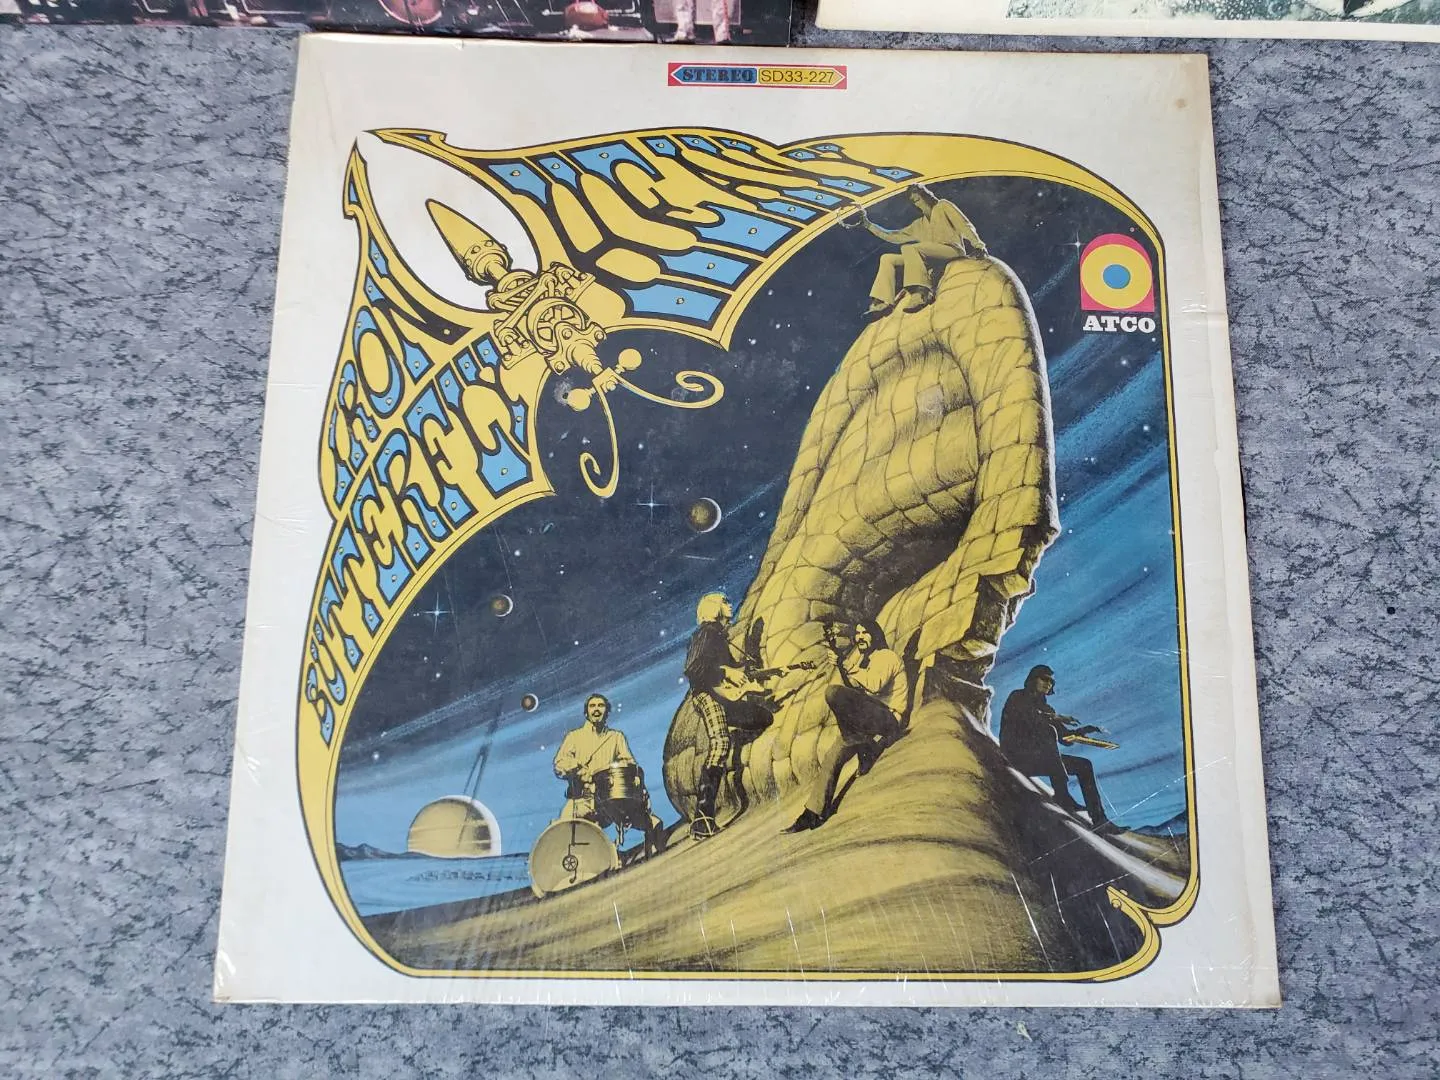 STEREO SD33-227
IRON
BUTTERFLY
HEAVY
ATCO